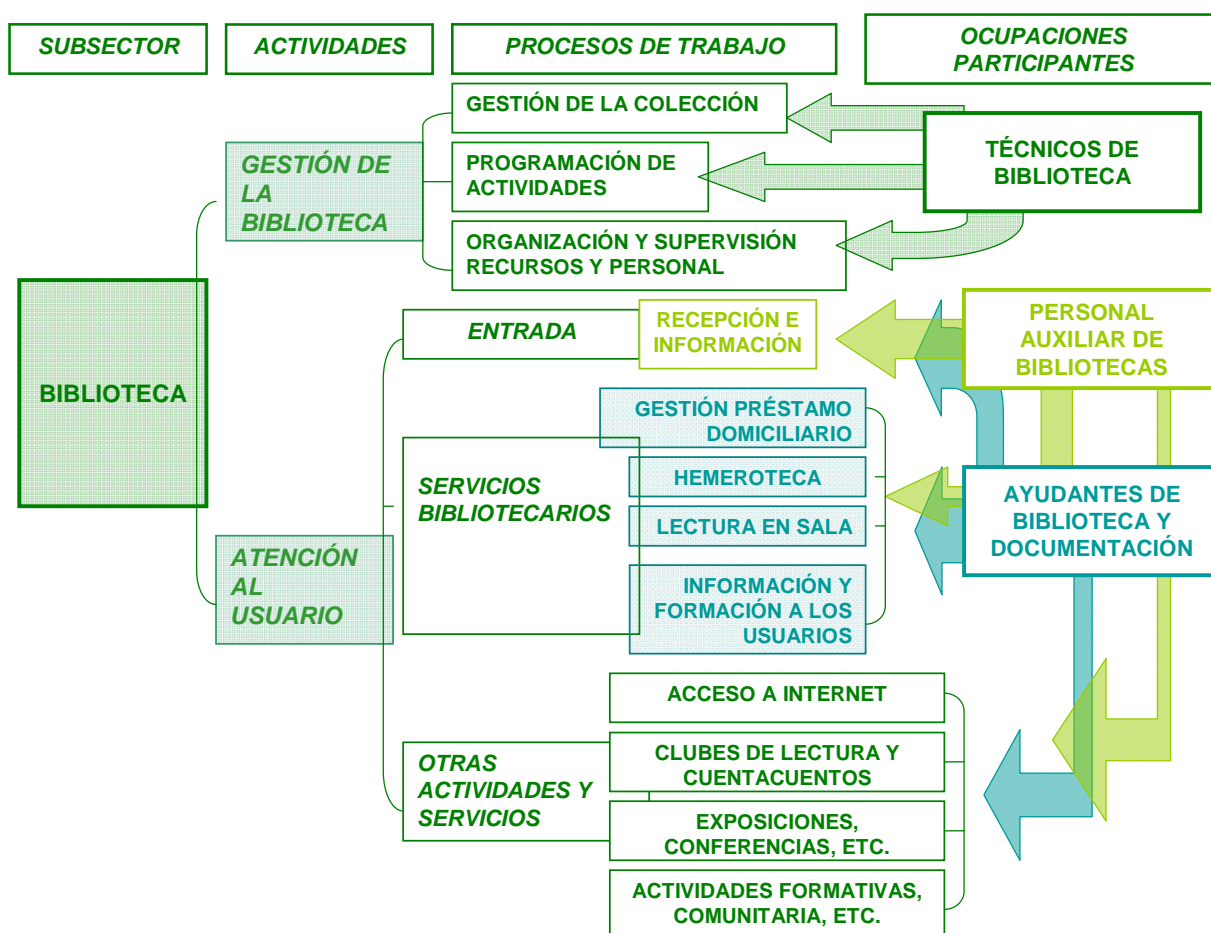 SUBSECTOR
ACTIVIDADES
PROCESOS DE TRABAJO
OCUPACIONES
PARTICIPANTES
GESTIÓN DE LA COLECCIÓN
GESTIÓN DE
LA
BIBLIOTECA
PROGRAMACIÓN DE
ACTIVIDADES
TÉCNICOS DE
BIBLIOTECA
ORGANIZACIÓN Y SUPERVISIÓN
RECURSOS Y PERSONAL
BIBLIOTECA
ENTRADA
RECEPCIÓN E
INFORMACIÓN
PERSONAL
AUXILIAR DE
BIBLIOTECAS
GESTIÓN PRÉSTAMO
DOMICILIARIO
SERVICIOS
BIBLIOTECARIOS
HEMEROTECA
LECTURA EN SALA
AYUDANTES DE
BIBLIOTECA Y
DOCUMENTACIÓN
ATENCIÓN
AL
USUARIO
INFORMACIÓN Y
FORMACIÓN A LOS
USUARIOS
ACCESO A INTERNET
OTRAS
ACTIVIDADES Y
SERVICIOS
CLUBES DE LECTURA Y
CUENTACUENTOS
EXPOSICIONES,
CONFERENCIAS, ETC.
ACTIVIDADES FORMATIVAS,
COMUNITARIA, ETC.